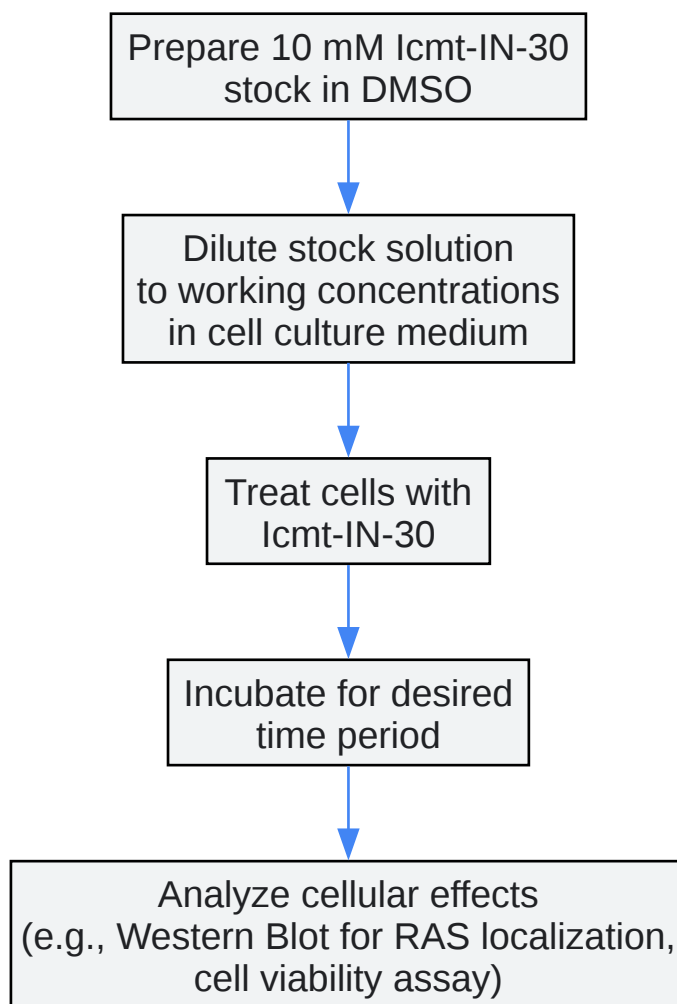 Prepare 10 mM Icmt-IN-30
stock in DMSO
Dilute stock solution
to working concentrations
in cell culture medium
Treat cells with
Icmt-IN-30
Incubate for desired
time period
Analyze cellular effects
(e.g., Western Blot for RAS localization,
cell viability assay)